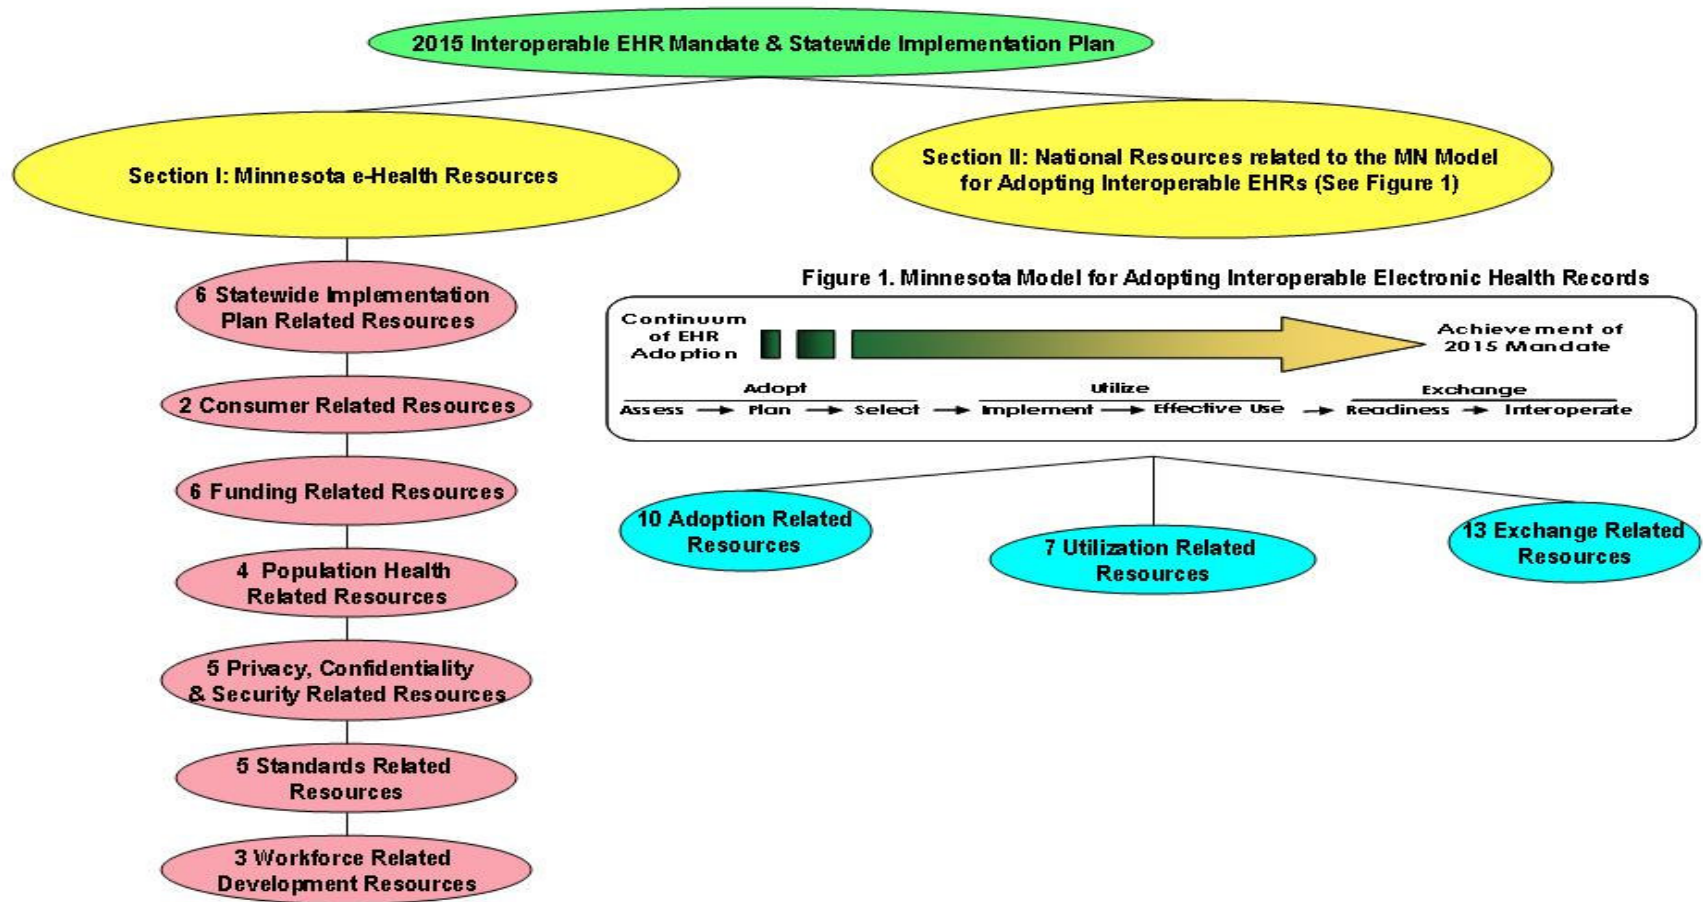 2015 Interoperable EHR Mandate & Statewide Implementation Plan
Section I: Minnesota e-Health Resources
Section II: National Resources related to the MN Model
for Adopting Interoperable EHRs (See Figure 1)
6 Statewide Implementation
Plan Related Resources
2 Consumer Related Resources
6 Funding Related Resources
4 Population Health
Related Resources
5 Privacy, Confidentiality
& Security Related Resources
5 Standards Related
Resources
3 Workforce Related
Development Resources
Figure 1. Minnesota Model for Adopting Interoperable Electronic Health Records
Continuum
of EHR
Adoption
Achievement of
2015 Mandate
Adopt
Utilize
Exchange
Assess
Plan
Select
Implement
Effective Use
Readiness
Interoperate
10 Adoption Related
Resources
7 Utilization Related
Resources
13 Exchange Related
Resources